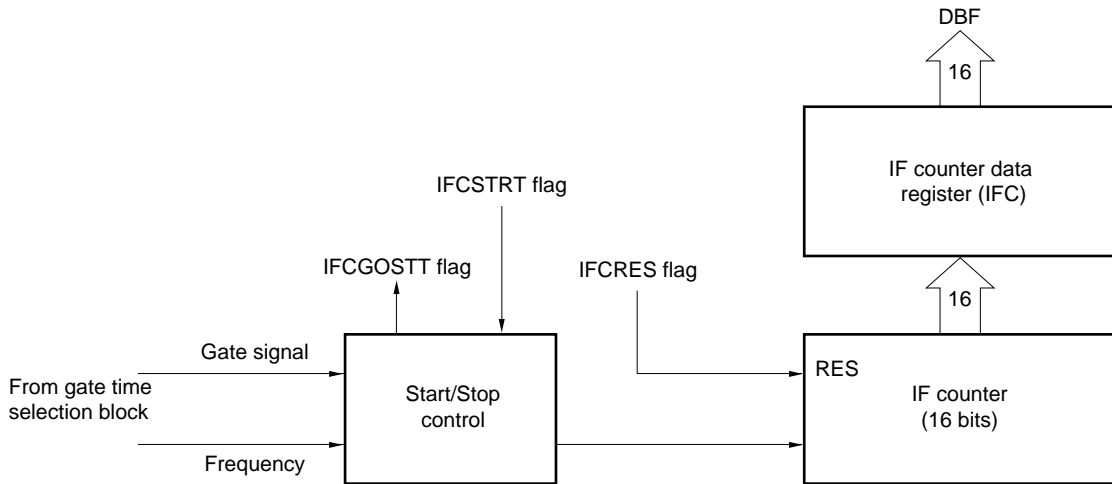 DBF
16
IF counter data
register (IFC)
IFCSTRT flag
IFCGOSTT flag
IFCRES flag
16
Gate signal
RES
From gate time
selection block
Start/Stop
control
IF counter
(16 bits)
Frequency